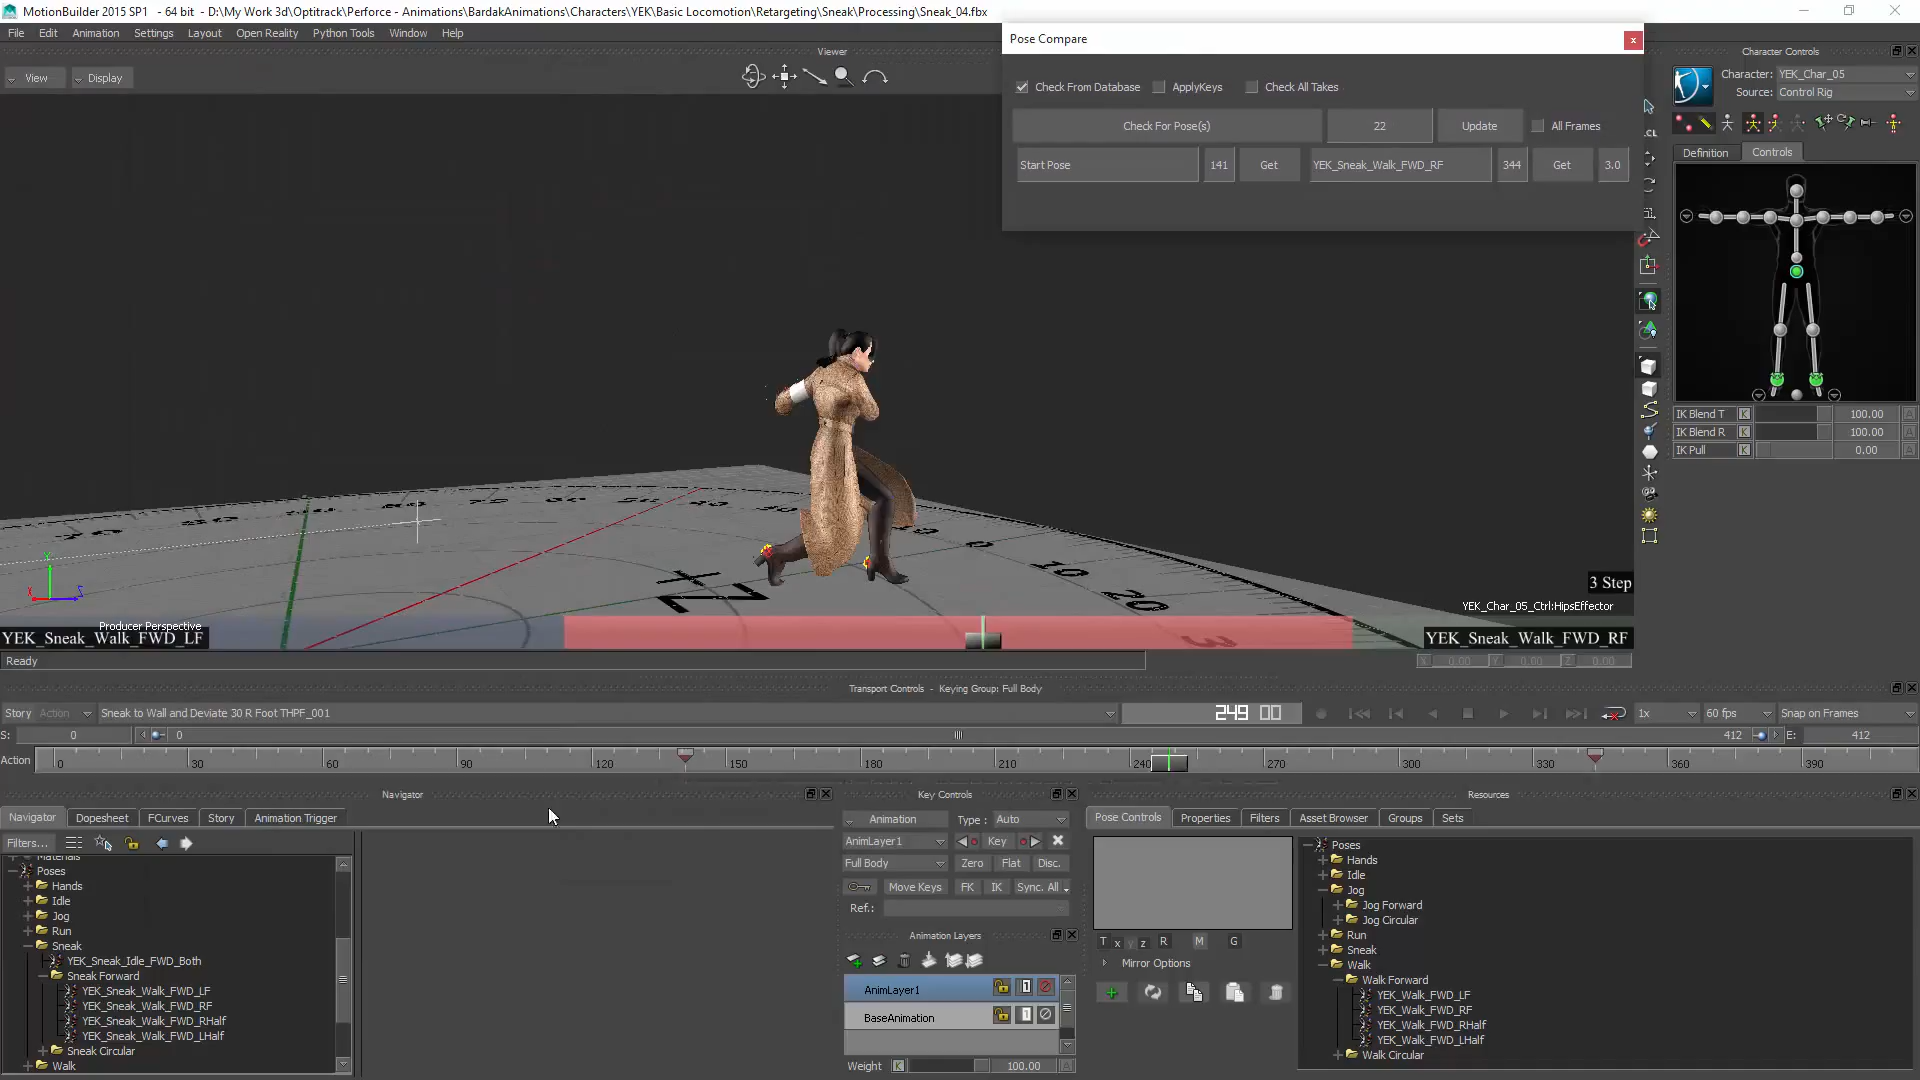 MotionBuilder 2015 SP1 - 64 bit - D:\My Work 3d\Optitrack\Perforce - Animations\BardakAnimations\Characters\YEK\Basic Locomotion\Retargeting\Sneak\Processing\Sneak_04.fbx
File Edit Animation Settings Layout Open Reality Python Tools Window Help
Viewer
View Display
Pose Compare
x
Check From Database ApplyKeys Check All Takes
Check For Pose(s) 22 Update All Frames
Start Pose 141 Get YEK_Sneak_Walk_FWD_RF 344 Get 3.0
Character Controls
Character: YEK_Char_05
Source: Control Rig
Definition Controls
IK Blend T K 100.00 A
IK Blend R K 100.00 A
IK Pull K 0.00
3 Step
YEK_Char_05_Ctrl:HipsEffector
Producer Perspective
YEK_Sneak_Walk_FWD_LF
YEK_Sneak_Walk_FWD_RF
Ready
X 0.00 Y 0.00 Z 0.00
Transport Controls - Keying Group: Full Body
Story Action Sneak to Wall and Deviate 30 R Foot THPF_001 249 00 1x 60 fps Snap on Frames
S: 0 0 412 E: 412
Action 0 30 60 90 120 150 180 210 240 270 300 330 360 390
Navigator
Navigator Dopesheet FCurves Story Animation Trigger
Filters...
Materials
Poses
Hands
Idle
Jog
Run
Sneak
YEK_Sneak_Idle_FWD_Both
Sneak Forward
YEK_Sneak_Walk_FWD_LF
YEK_Sneak_Walk_FWD_RF
YEK_Sneak_Walk_FWD_RHalf
YEK_Sneak_Walk_FWD_LHalf
Sneak Circular
Walk
Key Controls
Animation Type : Auto
AnimLayer1 Key
Full Body Zero Flat Disc.
Move Keys FK IK Sync. All
Ref.:
Animation Layers
AnimLayer1
BaseAnimation
Weight K 100.00 A
Resources
Pose Controls Properties Filters Asset Browser Groups Sets
T x y z R M G
Mirror Options
Poses
Hands
Idle
Jog
Jog Forward
Jog Circular
Run
Sneak
Walk
Walk Forward
YEK_Walk_FWD_LF
YEK_Walk_FWD_RF
YEK_Walk_FWD_RHalf
YEK_Walk_FWD_LHalf
Walk Circular